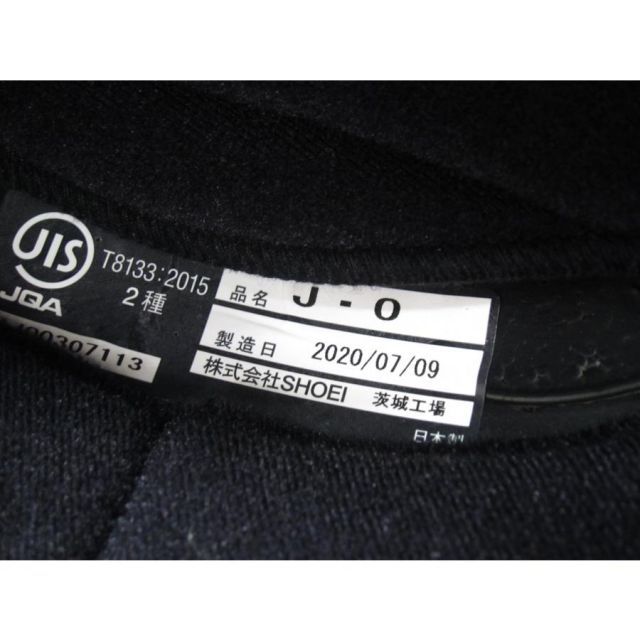 JIS
JQA
T8133:2015
2種
品名 J-O
製造日 2020/07/09
株式会社SHOEI 茨城工場
日本製